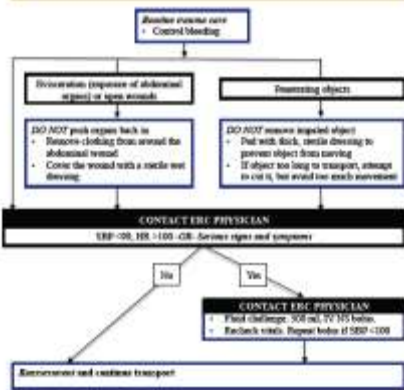 Routine trauma care
• Control bleeding
Evisceration (exposure of abdominal
organs) or open wounds
Penetrating objects
DO NOT push organs back in
• Remove clothing from around the
abdominal wound
• Cover the wound with a sterile wet
dressing
DO NOT remove impaled object
• Pad with thick, sterile dressing to
prevent object from moving
• If object too long to transport, attempt
to cut it, but avoid too much movement
CONTACT ERC PHYSICIAN
SBP <90, HR >100 -OR- Serious signs and symptoms
No
Yes
CONTACT ERC PHYSICIAN
• Fluid challenge: 500 ml, IV NS bolus.
• Recheck vitals. Repeat bolus if SBP <100
Reassessment and continue transport